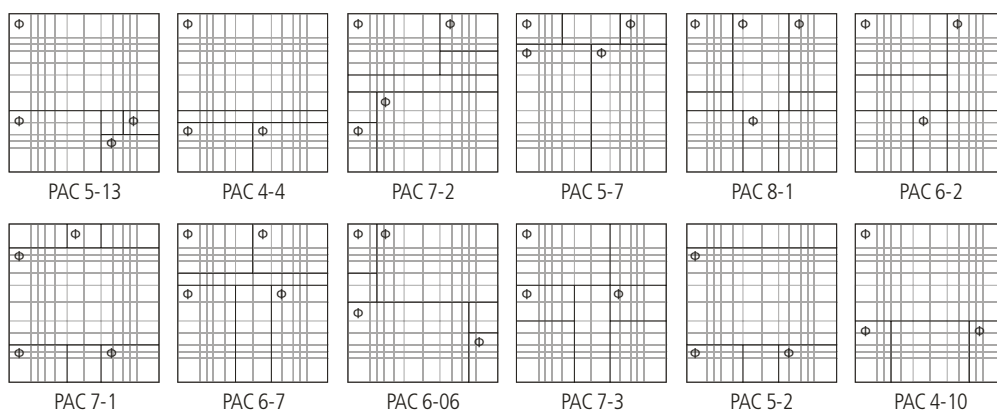 Φ Φ Φ Φ Φ Φ Φ Φ Φ Φ Φ
Φ Φ Φ
Φ
Φ Φ Φ Φ
Φ Φ Φ
Φ
PAC 5-13 PAC 4-4 PAC 7-2 PAC 5-7 PAC 8-1 PAC 6-2
Φ Φ Φ Φ Φ Φ
Φ Φ
Φ Φ Φ Φ
Φ
Φ Φ
Φ
Φ Φ Φ Φ
PAC 7-1 PAC 6-7 PAC 6-06 PAC 7-3 PAC 5-2 PAC 4-10